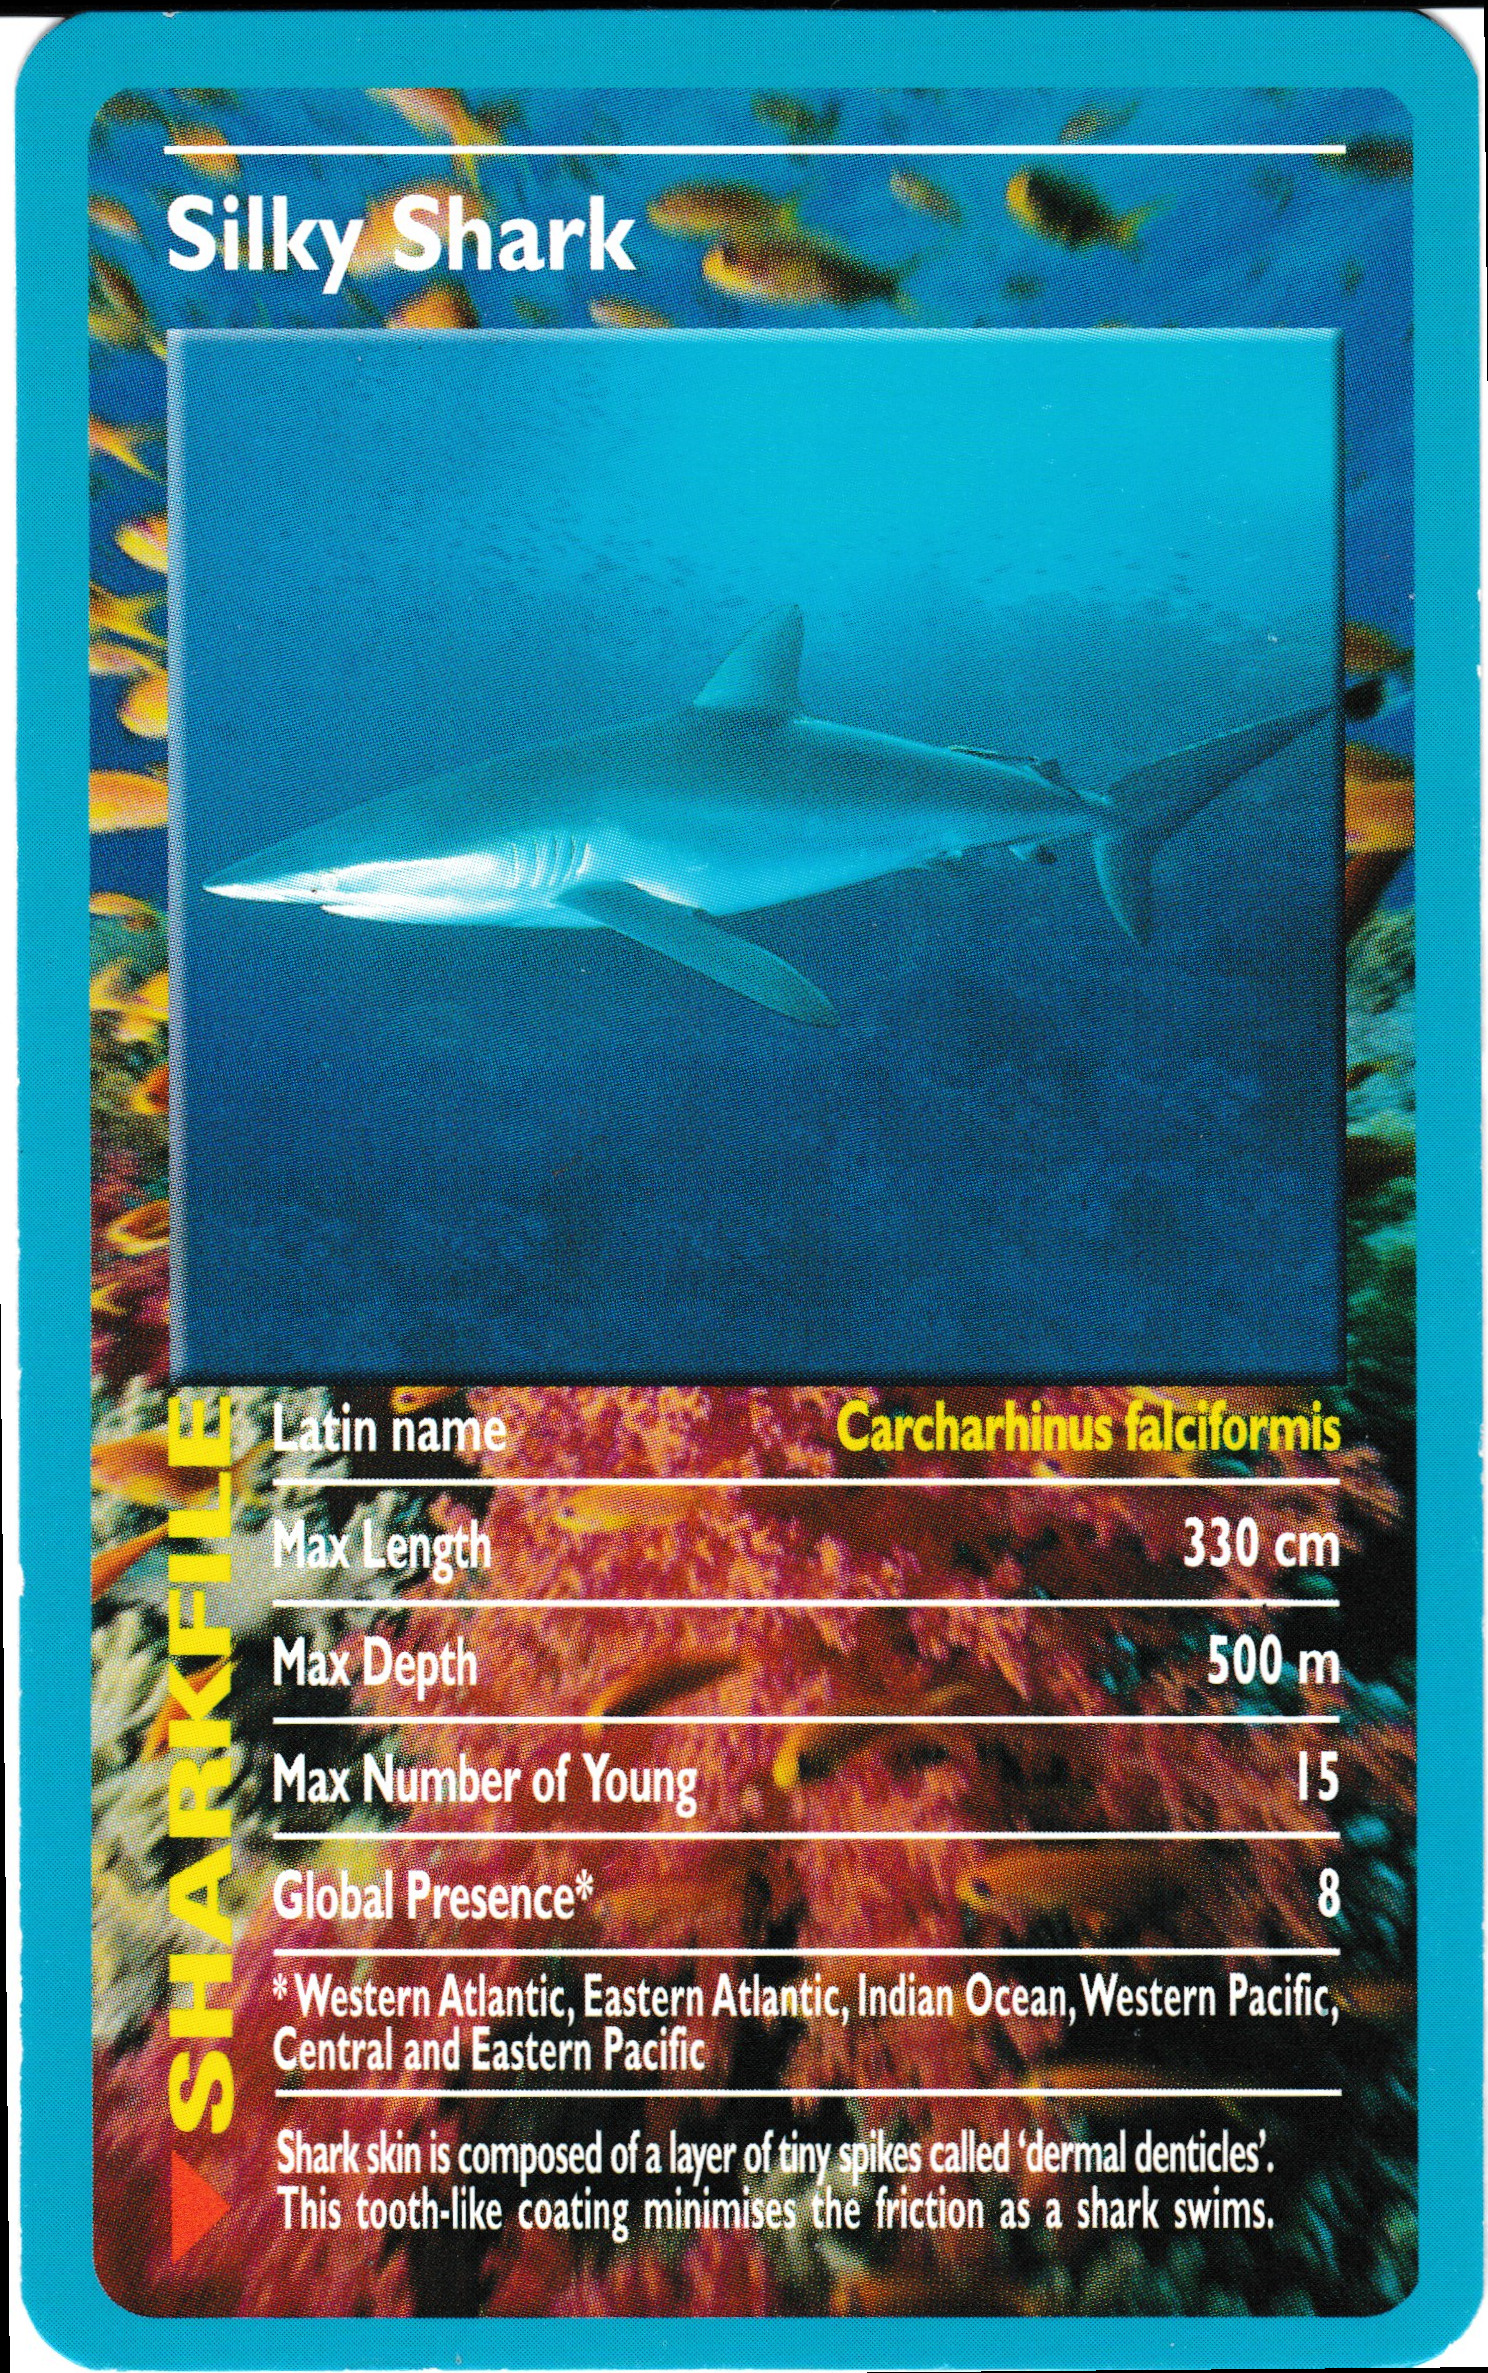 Silky Shark
Latin name Carcharhinus falciformis
Max Length 330 cm
Max Depth 500 m
Max Number of Young 15
Global Presence* 8
*Western Atlantic, Eastern Atlantic, Indian Ocean, Western Pacific,
Central and Eastern Pacific
Shark skin is composed of a layer of tiny spikes called ‘dermal denticles’.
This tooth-like coating minimises the friction as a shark swims.
SHARKFILE